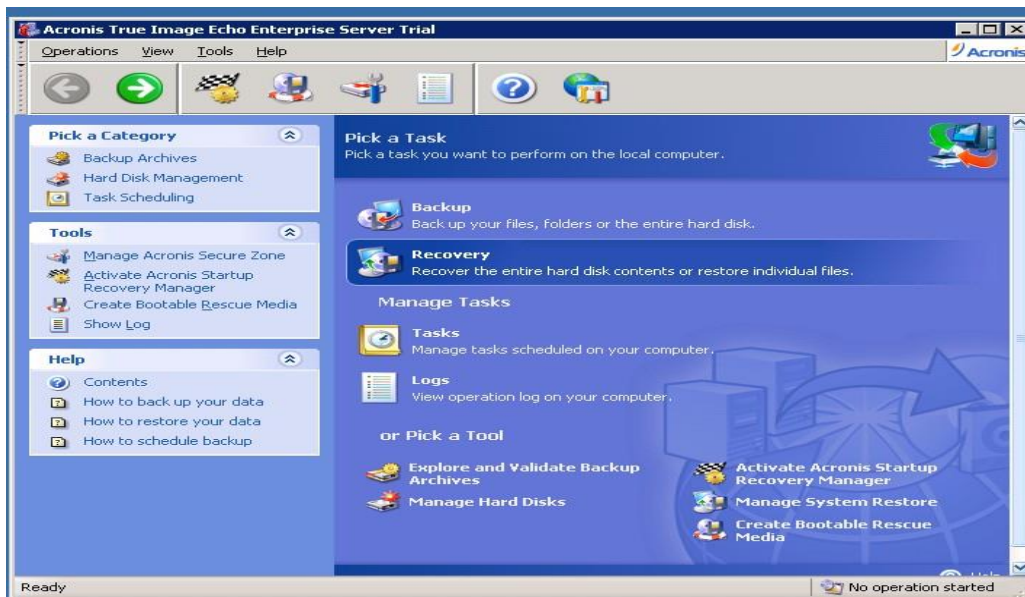 Acronis True Image Echo Enterprise Server Trial
Operations View Tools Help
Acronis
Pick a Category
Backup Archives
Hard Disk Management
Task Scheduling
Tools
Manage Acronis Secure Zone
Activate Acronis Startup
Recovery Manager
Create Bootable Rescue Media
Show Log
Help
Contents
How to back up your data
How to restore your data
How to schedule backup
Pick a Task
Pick a task you want to perform on the local computer.
Backup
Back up your files, folders or the entire hard disk.
Recovery
Recover the entire hard disk contents or restore individual files.
Manage Tasks
Tasks
Manage tasks scheduled on your computer.
Logs
View operation log on your computer.
or Pick a Tool
Explore and Validate Backup
Archives
Manage Hard Disks
Activate Acronis Startup
Recovery Manager
Manage System Restore
Create Bootable Rescue
Media
Ready
No operation started